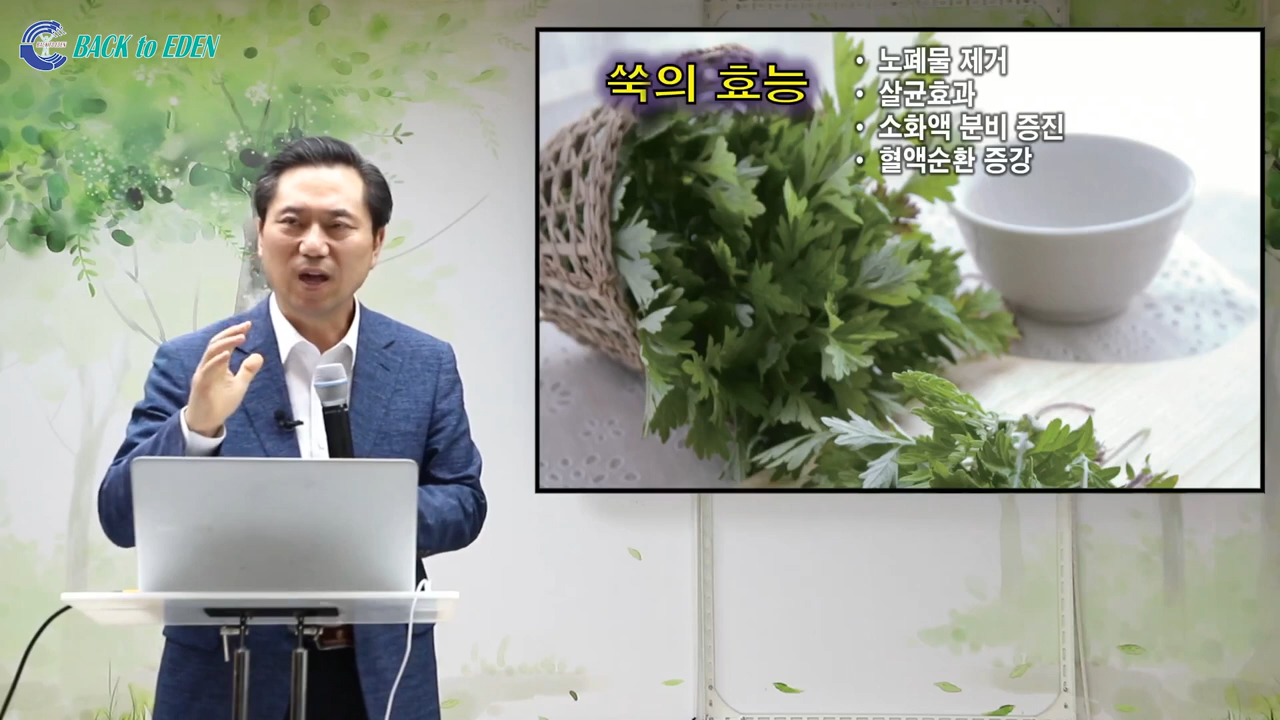 BACK to EDEN
쑥의 효능
• 노폐물 제거
• 살균효과
• 소화액 분비 증진
• 혈액순환 증강